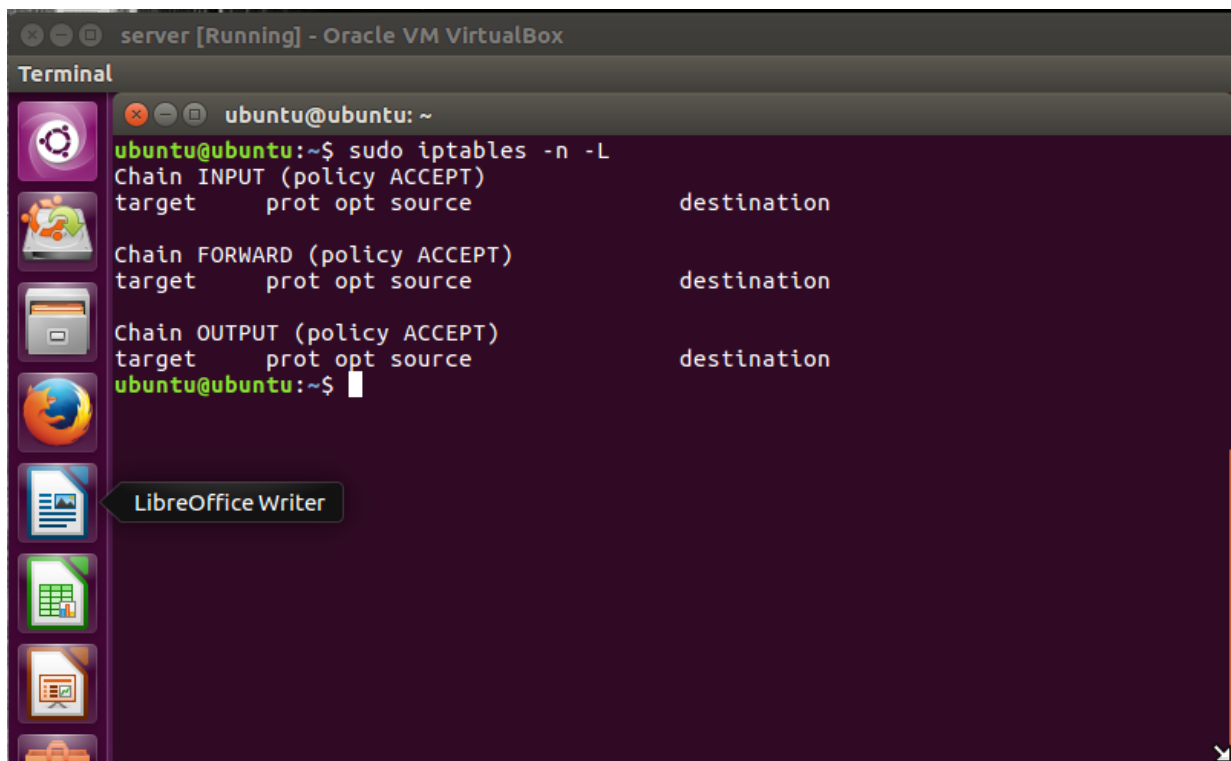 server [Running] - Oracle VM VirtualBox
Terminal
ubuntu@ubuntu: ~
ubuntu@ubuntu:~$ sudo iptables -n -L
Chain INPUT (policy ACCEPT)
target     prot opt source               destination

Chain FORWARD (policy ACCEPT)
target     prot opt source               destination

Chain OUTPUT (policy ACCEPT)
target     prot opt source               destination
ubuntu@ubuntu:~$
LibreOffice Writer